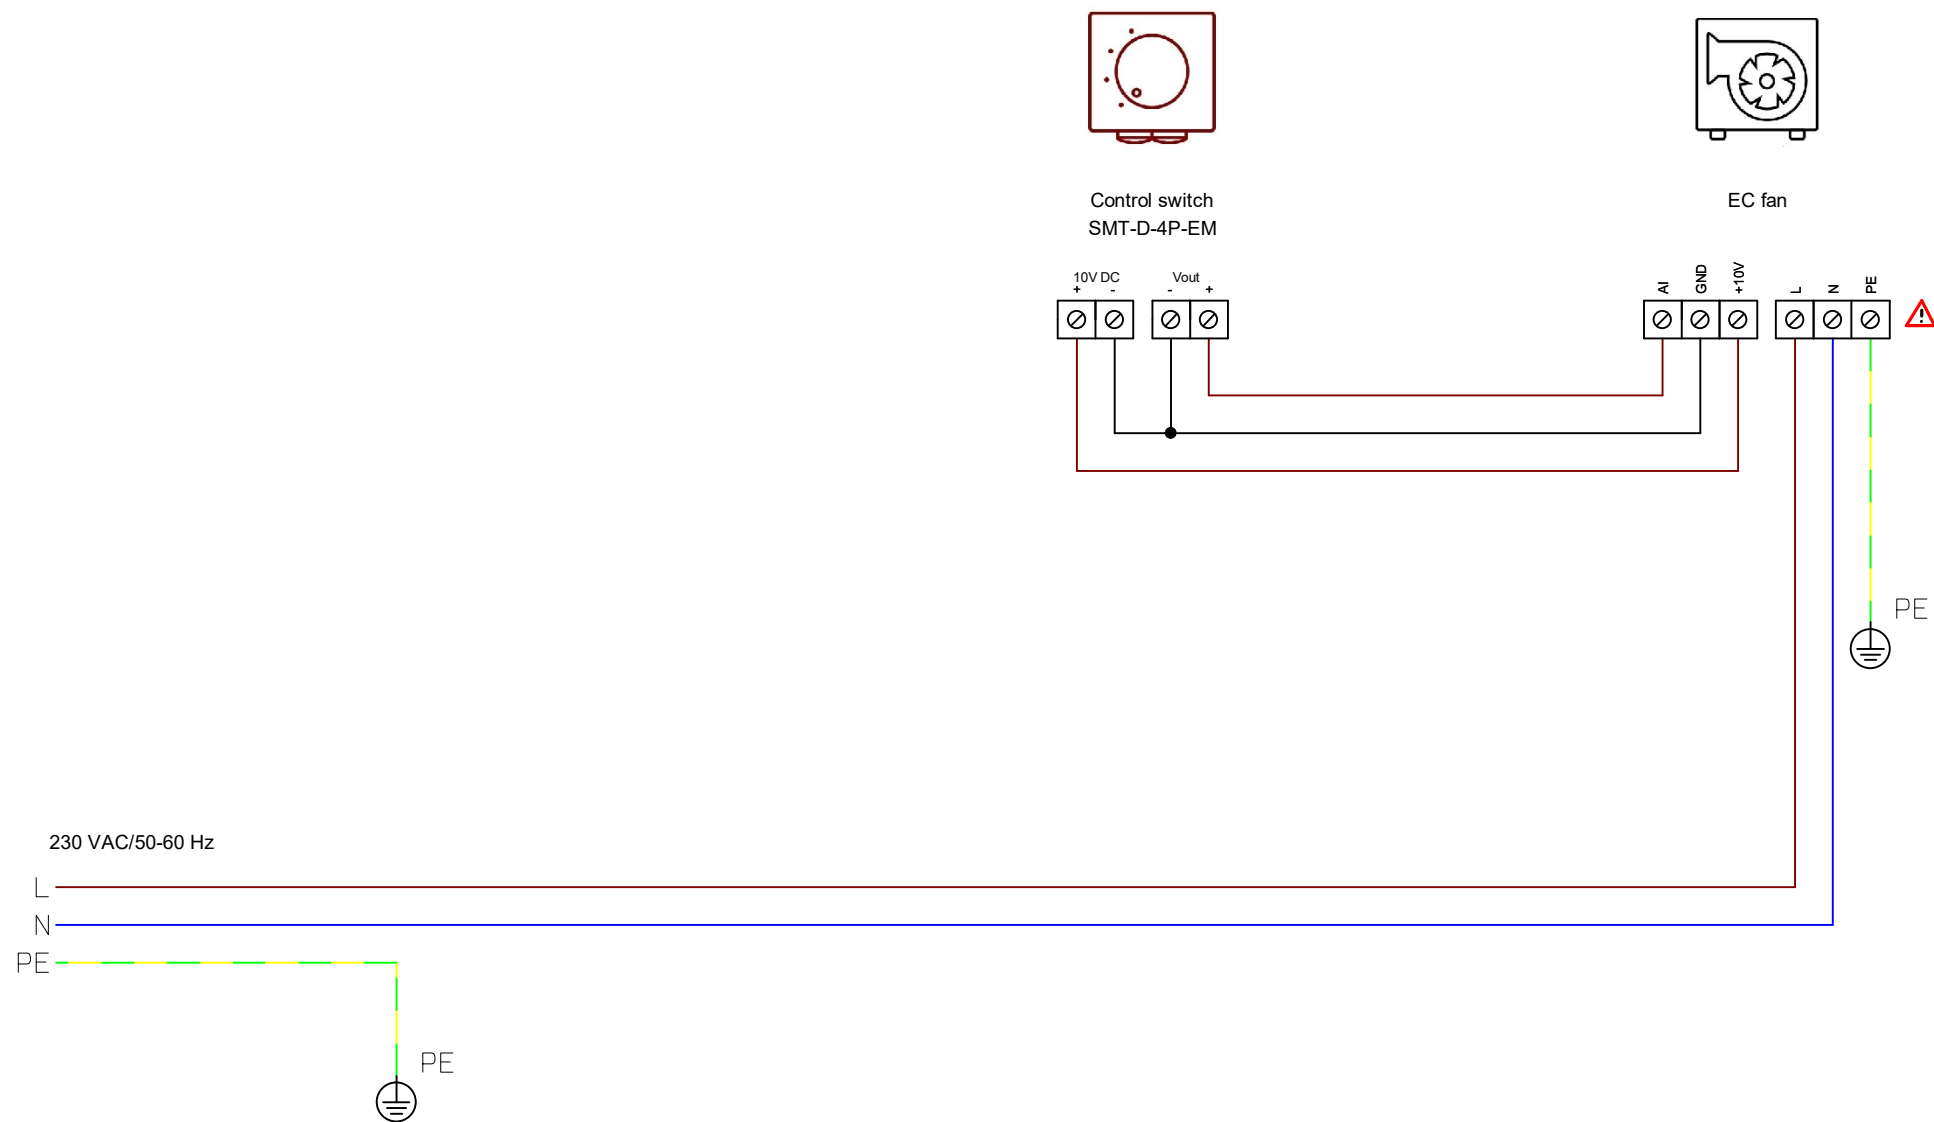 Control switch
SMT-D-4P-EM
EC fan
10V DC
Vout
+
-
-
+
AI
GND
+10V
L
N
PE
PE
230 VAC/50-60 Hz
L
N
PE
PE